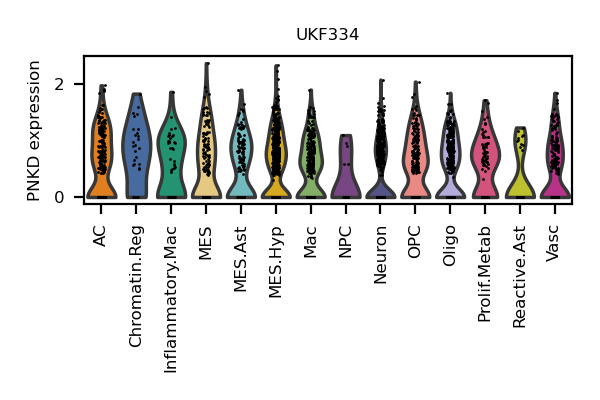 UKF334
PNKD expression
2
0
AC
Chromatin.Reg
Inflammatory.Mac
MES
MES.Ast
MES.Hyp
Mac
NPC
Neuron
OPC
Oligo
Prolif.Metab
Reactive.Ast
Vasc